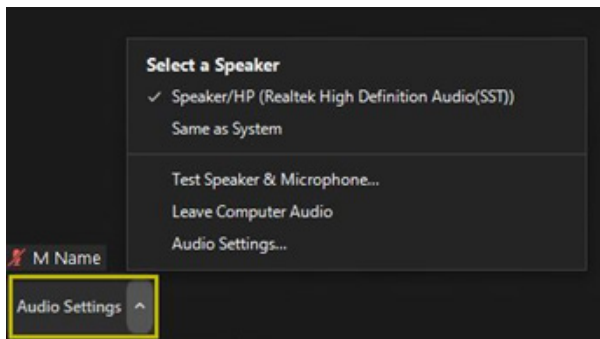 Select a Speaker
✓ Speaker/HP (Realtek High Definition Audio(SST))
Same as System
Test Speaker & Microphone...
Leave Computer Audio
Audio Settings...
M Name
Audio Settings